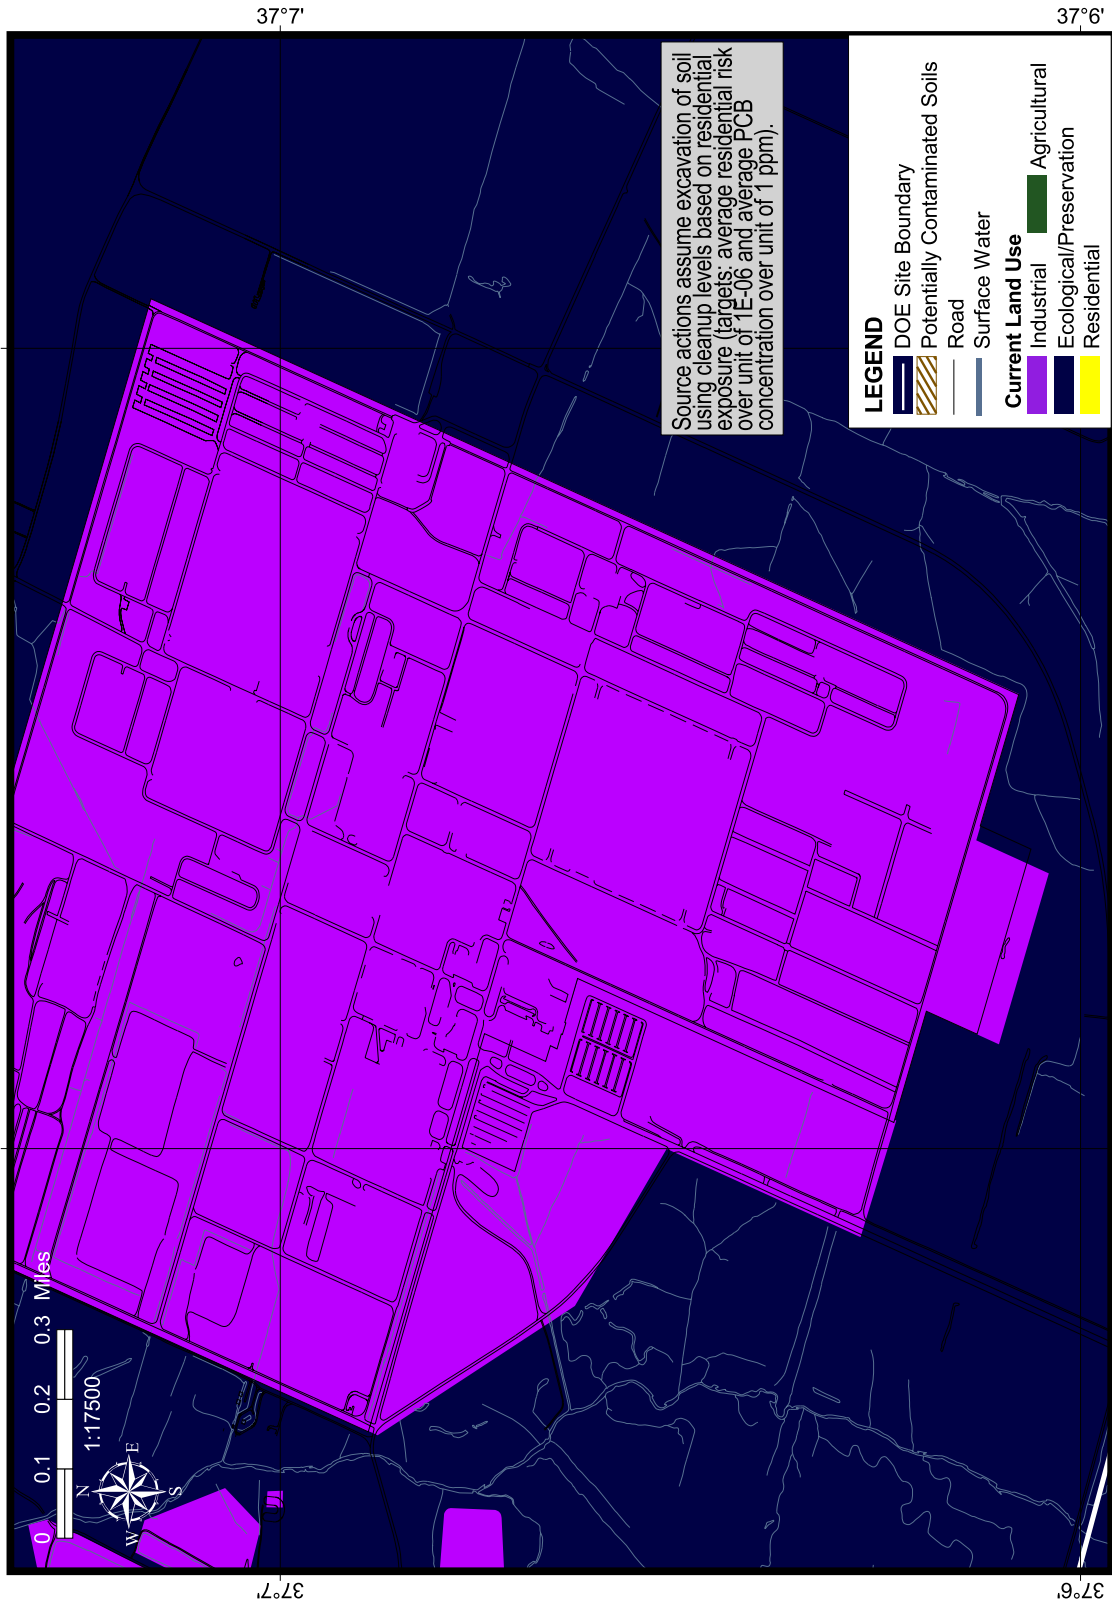 37°7'
37°6'
Source actions assume excavation of soil
using cleanup levels based on residential
exposure (targets: average residential risk
over unit of 1E-06 and average PCB
concentration over unit of 1 ppm).
LEGEND
DOE Site Boundary
Potentially Contaminated Soils
Road
Surface Water
Current Land Use
Industrial
Agricultural
Ecological/Preservation
Residential
0 0.1 0.2 0.3 Miles
1:17500
N
W E
S
37°7'
37°6'